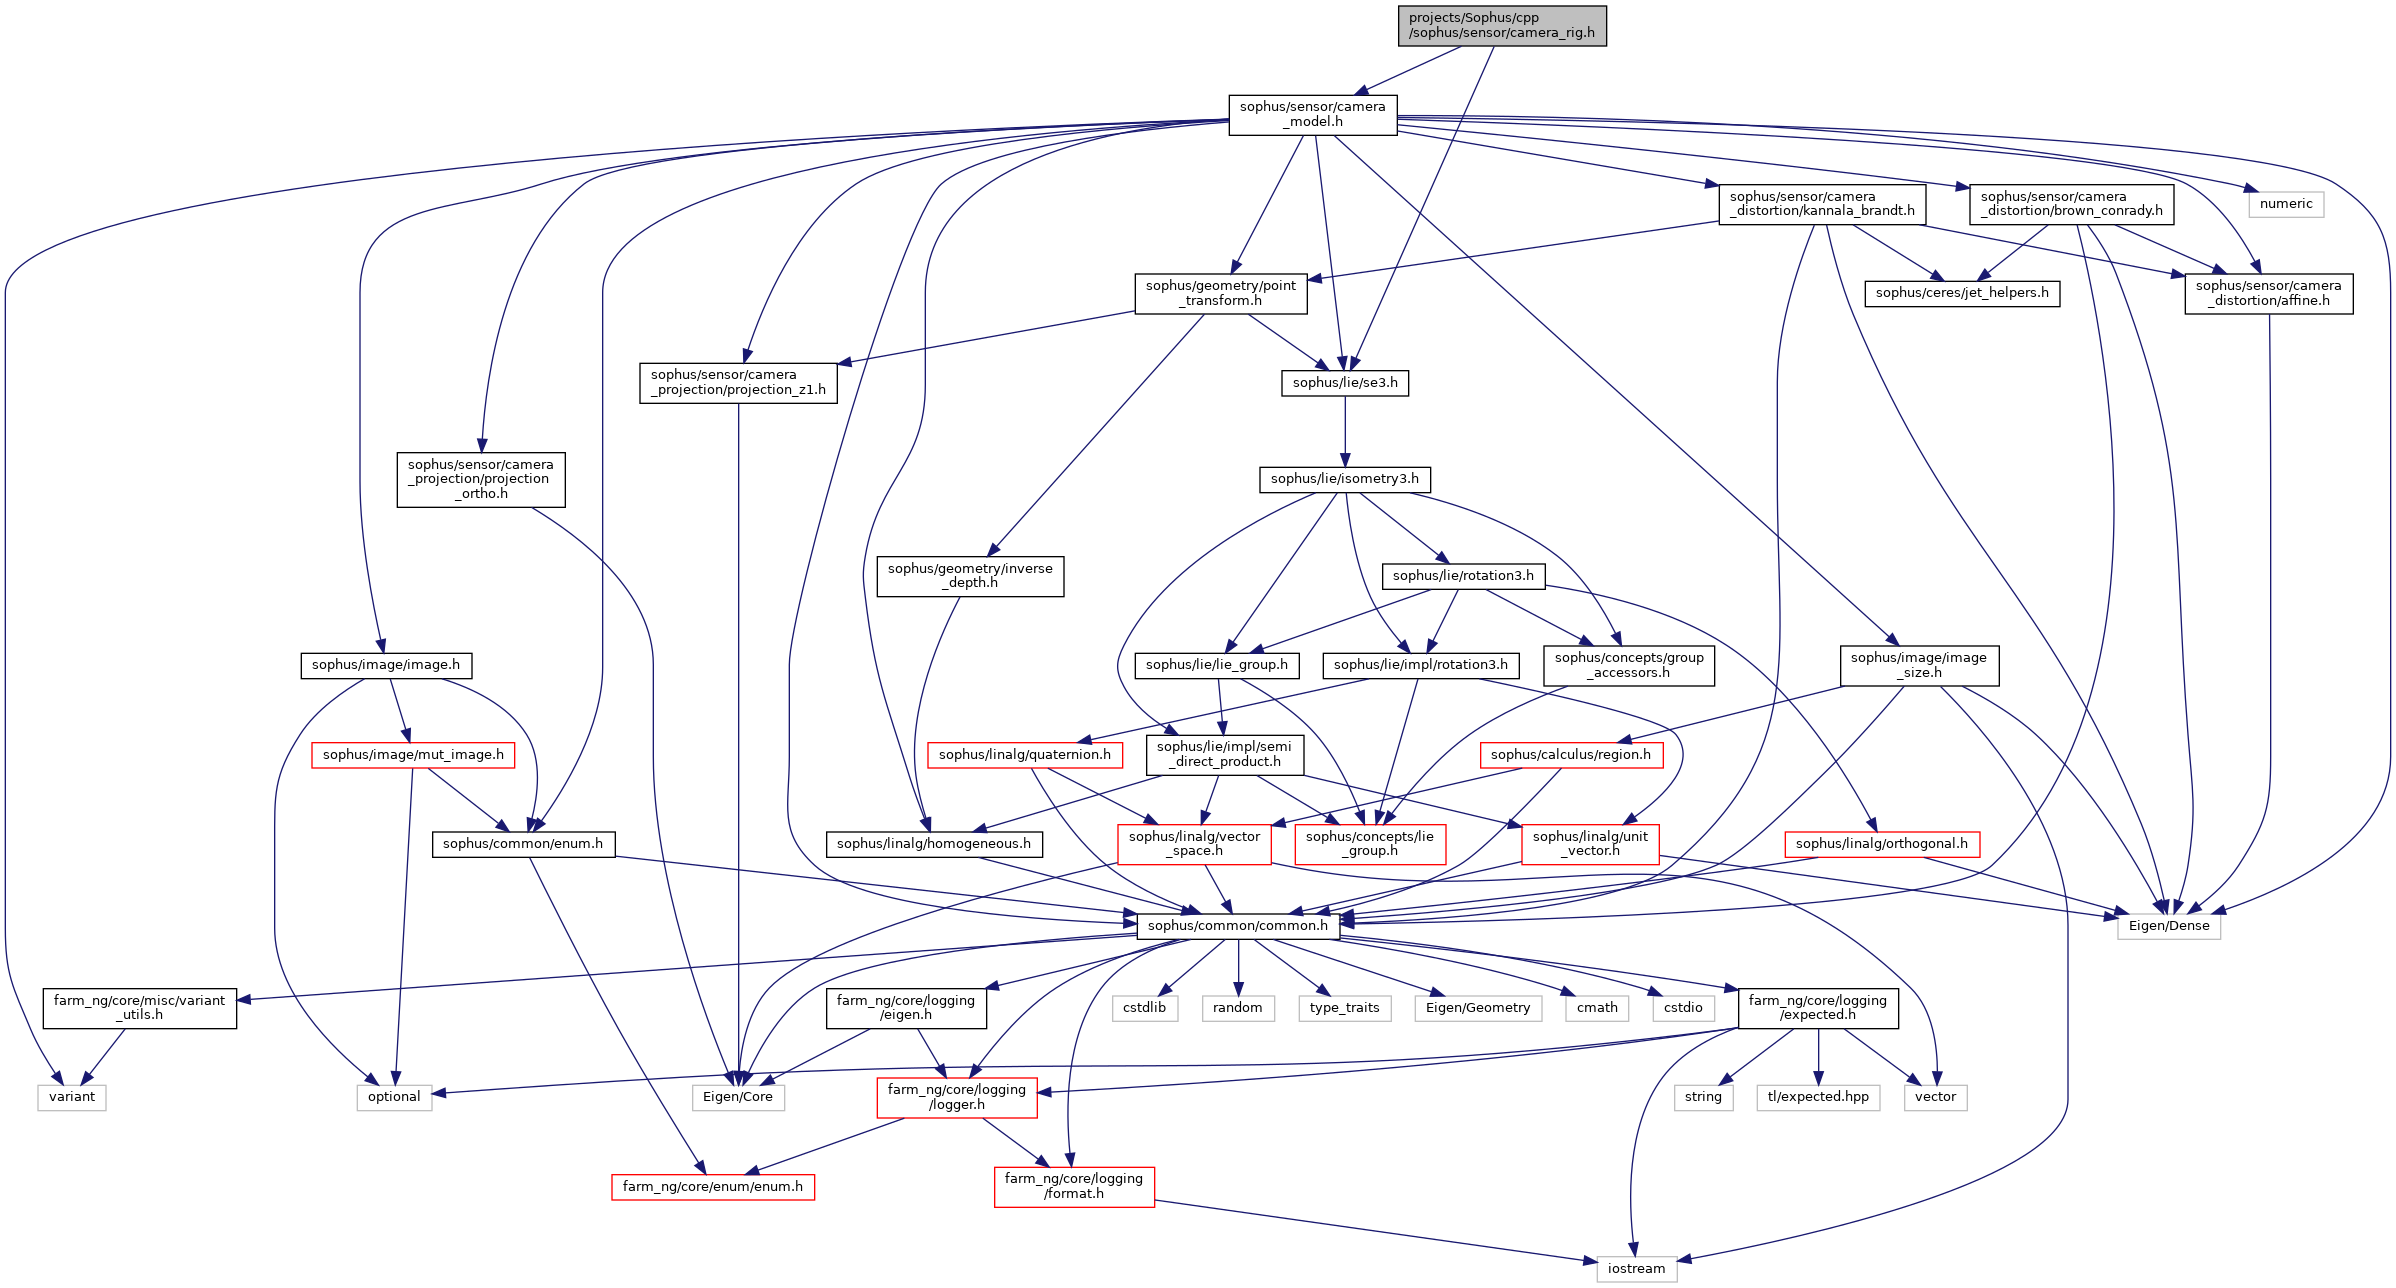 projects/Sophus/cpp
/sophus/sensor/camera_rig.h
sophus/sensor/camera
_model.h
sophus/sensor/camera
_distortion/kannala_brandt.h
sophus/sensor/camera
_distortion/brown_conrady.h
numeric
sophus/geometry/point
_transform.h
sophus/ceres/jet_helpers.h
sophus/sensor/camera
_distortion/affine.h
sophus/sensor/camera
_projection/projection_z1.h
sophus/lie/se3.h
sophus/sensor/camera
_projection/projection
_ortho.h
sophus/lie/isometry3.h
sophus/geometry/inverse
_depth.h
sophus/lie/rotation3.h
sophus/image/image.h
sophus/lie/lie_group.h
sophus/lie/impl/rotation3.h
sophus/concepts/group
_accessors.h
sophus/image/image
_size.h
sophus/image/mut_image.h
sophus/linalg/quaternion.h
sophus/lie/impl/semi
_direct_product.h
sophus/calculus/region.h
sophus/common/enum.h
sophus/linalg/homogeneous.h
sophus/linalg/vector
_space.h
sophus/concepts/lie
_group.h
sophus/linalg/unit
_vector.h
sophus/linalg/orthogonal.h
sophus/common/common.h
Eigen/Dense
farm_ng/core/misc/variant
_utils.h
farm_ng/core/logging
/eigen.h
cstdlib
random
type_traits
Eigen/Geometry
cmath
cstdio
farm_ng/core/logging
/expected.h
variant
optional
Eigen/Core
farm_ng/core/logging
/logger.h
string
tl/expected.hpp
vector
farm_ng/core/enum/enum.h
farm_ng/core/logging
/format.h
iostream